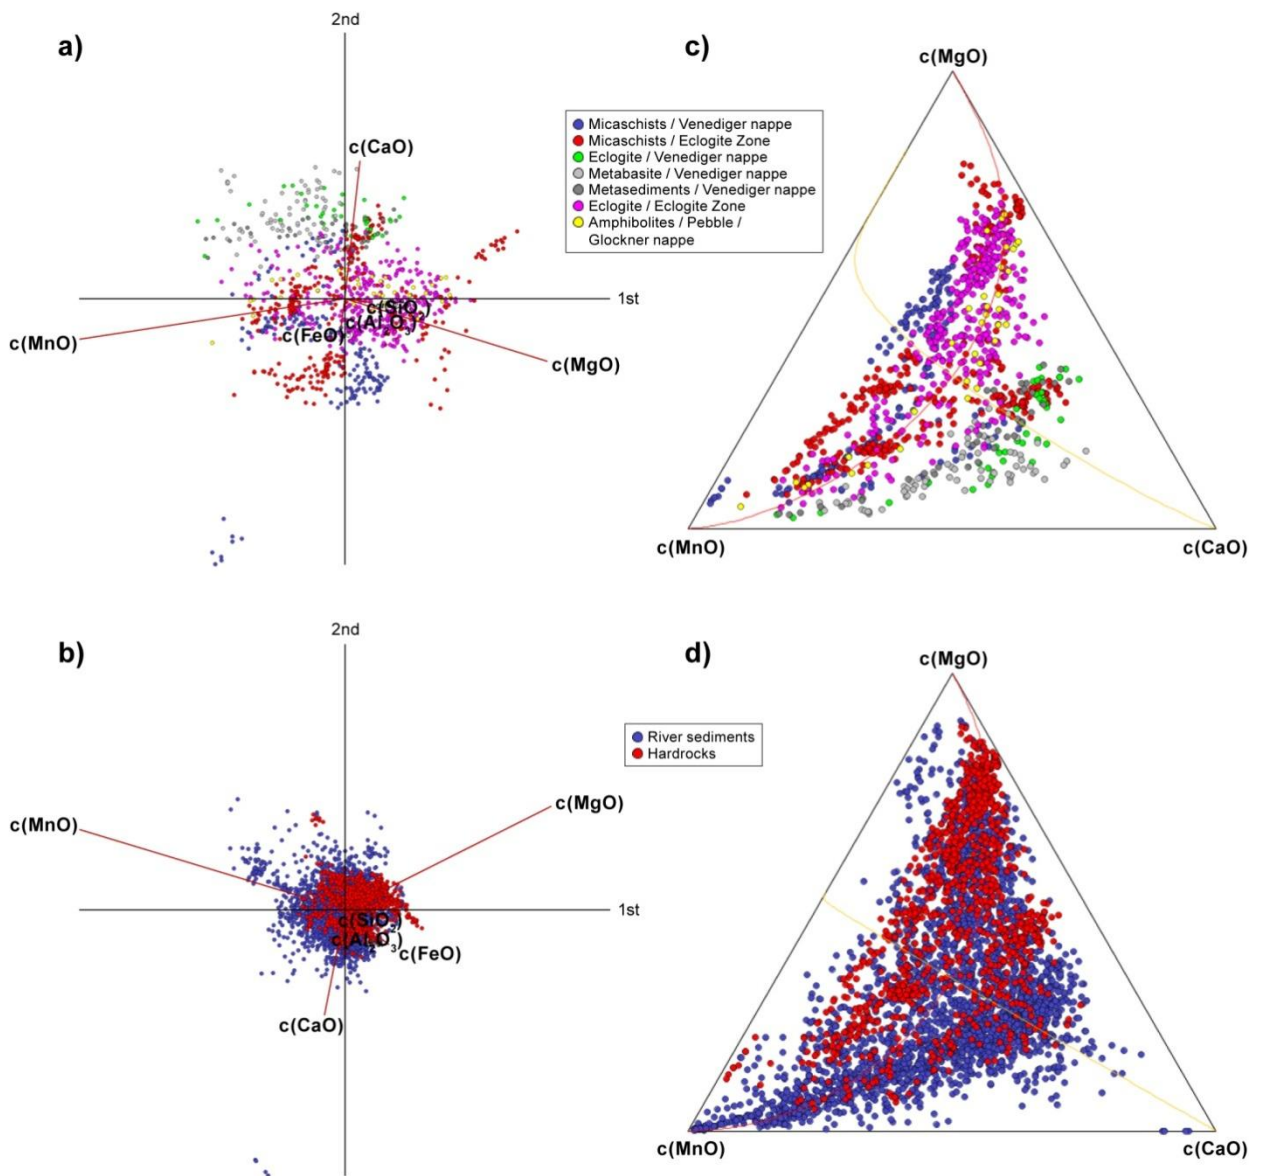 a)
2nd
c(CaO)
1st
c(SiO2)
c(Al2O3)
c(FeO)
c(MnO)
c(MgO)
c)
c(MgO)
Micaschists / Venediger nappe
Micaschists / Eclogite Zone
Eclogite / Venediger nappe
Metabasite / Venediger nappe
Metasediments / Venediger nappe
Eclogite / Eclogite Zone
Amphibolites / Pebble /
Glockner nappe
c(MnO)
c(CaO)
b)
2nd
c(MgO)
c(MnO)
1st
c(SiO2)
c(Al2O3)
c(FeO)
c(CaO)
d)
c(MgO)
River sediments
Hardrocks
c(MnO)
c(CaO)